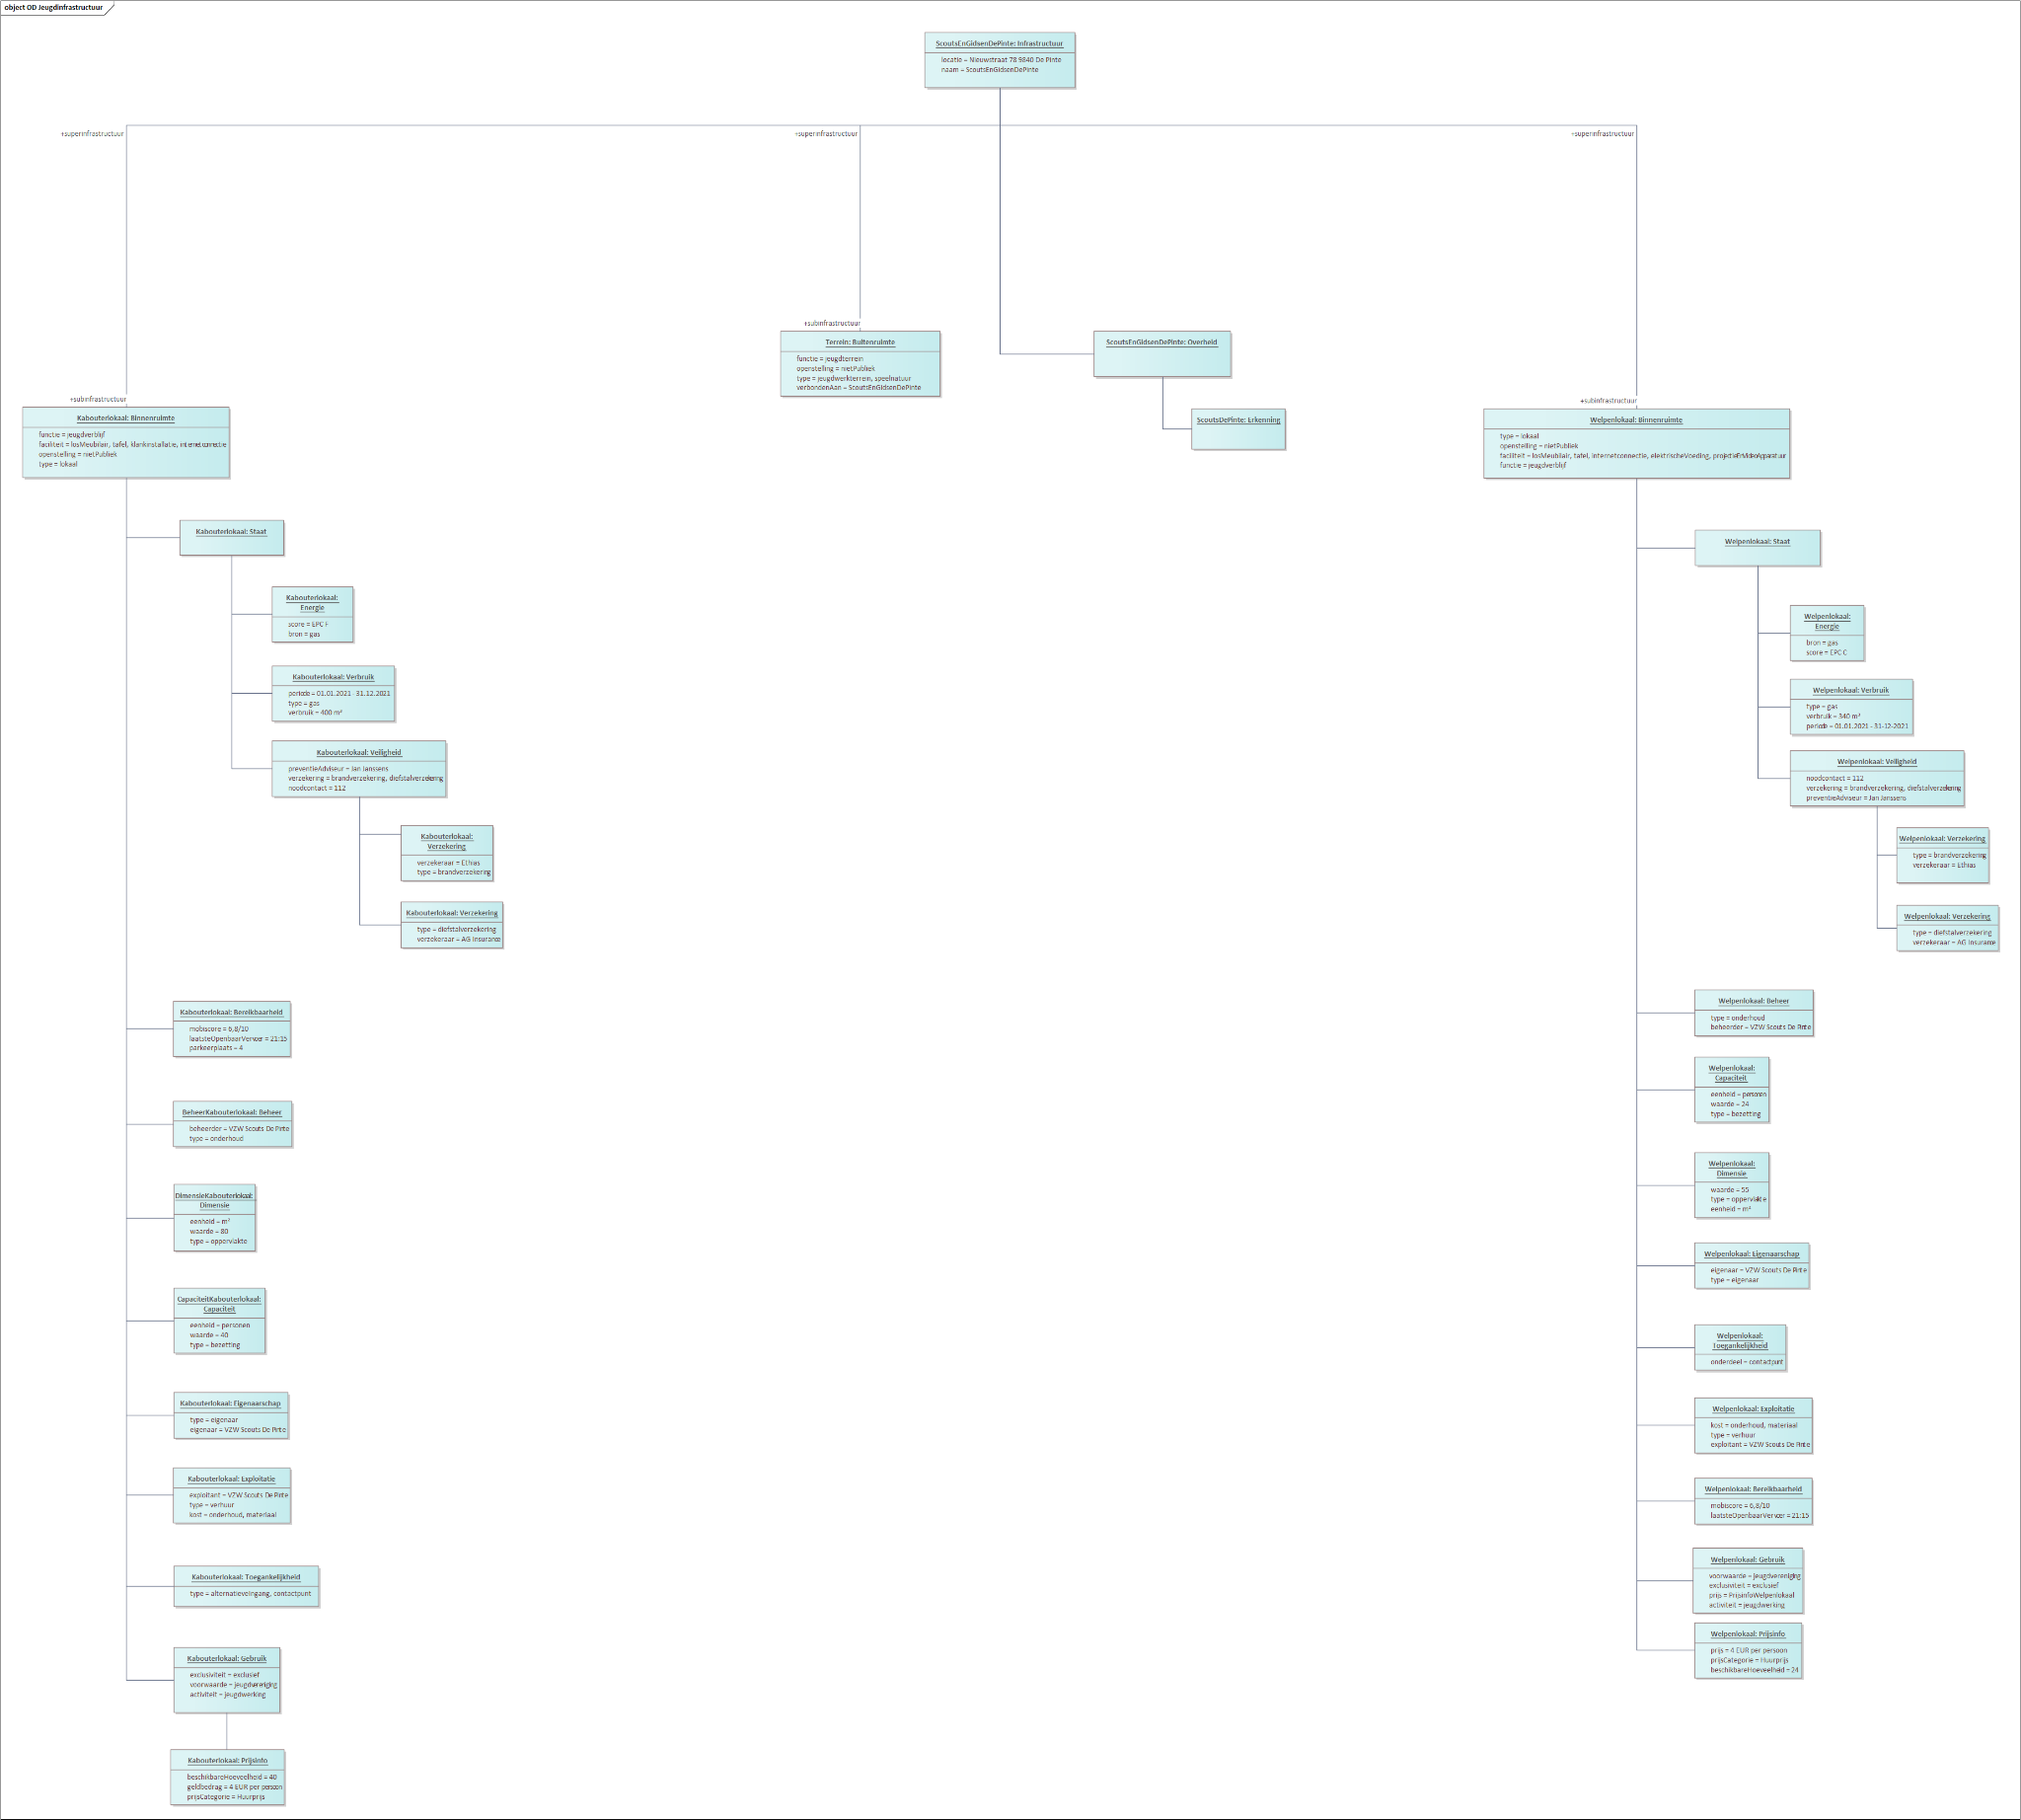 object OD Jeugdinfrastructuur
ScoutsEnGidsenDePinte: Infrastructuur
locatie = Nieuwstraat 78 9840 De Pinte
naam = ScoutsEnGidsenDePinte
+superinfrastructuur
+superinfrastructuur
+superinfrastructuur
+subinfrastructuur
Terrein: Buitenruimte
functie = jeugdterrein
openstelling = nietPubliek
type = jeugdwerkterrein, speelnatuur
verbondenAan = ScoutsEnGidsenDePinte
ScoutsEnGidsenDePinte: Overheid
ScoutsDePinte: Erkenning
+subinfrastructuur
Kabouterlokaal: Binnenruimte
functie = jeugdverblijf
faciliteit = losMeubilair, tafel, klankinstallatie, internetconnectie
openstelling = nietPubliek
type = lokaal
Kabouterlokaal: Staat
Kabouterlokaal:
Energie
score = EPC F
bron = gas
Kabouterlokaal: Verbruik
periode = 01.01.2021 - 31.12.2021
type = gas
verbruik = 400 m³
Kabouterlokaal: Veiligheid
preventieAdviseur = Jan Janssens
verzekering = brandverzekering, diefstalverzekering
noodcontact = 112
Kabouterlokaal:
Verzekering
verzekeraar = Ethias
type = brandverzekering
Kabouterlokaal: Verzekering
type = diefstalverzekering
verzekeraar = AG Insurance
Kabouterlokaal: Bereikbaarheid
mobiscore = 6,8/10
laatsteOpenbaarVervoer = 21:15
parkeerplaats = 4
BeheerKabouterlokaal: Beheer
beheerder = VZW Scouts De Pinte
type = onderhoud
DimensieKabouterlokaal:
Dimensie
eenheid = m²
waarde = 80
type = oppervlakte
CapaciteitKabouterlokaal:
Capaciteit
eenheid = personen
waarde = 40
type = bezetting
Kabouterlokaal: Eigenaarschap
type = eigenaar
eigenaar = VZW Scouts De Pinte
Kabouterlokaal: Exploitatie
exploitant = VZW Scouts De Pinte
type = verhuur
kost = onderhoud, materiaal
Kabouterlokaal: Toegankelijkheid
type = alternatieveIngang, contactpunt
Kabouterlokaal: Gebruik
exclusiviteit = exclusief
voorwaarde = jeugdvereniging
activiteit = jeugdwerking
Kabouterlokaal: Prijsinfo
beschikbareHoeveelheid = 40
geldbedrag = 4 EUR per persoon
prijsCategorie = Huurprijs
+subinfrastructuur
Welpenlokaal: Binnenruimte
type = lokaal
openstelling = nietPubliek
faciliteit = losMeubilair, tafel, internetconnectie, elektrischeVoeding, projectieEnVideoApparatuur
functie = jeugdverblijf
Welpenlokaal: Staat
Welpenlokaal:
Energie
bron = gas
score = EPC C
Welpenlokaal: Verbruik
type = gas
verbruik = 340 m³
periode = 01.01.2021 - 31-12-2021
Welpenlokaal: Veiligheid
noodcontact = 112
verzekering = brandverzekering, diefstalverzekering
preventieAdviseur = Jan Janssens
Welpenlokaal: Verzekering
type = brandverzekering
verzekeraar = Ethias
Welpenlokaal: Verzekering
type = diefstalverzekering
verzekeraar = AG Insurance
Welpenlokaal: Beheer
type = onderhoud
beheerder = VZW Scouts De Pinte
Welpenlokaal:
Capaciteit
eenheid = personen
waarde = 24
type = bezetting
Welpenlokaal:
Dimensie
waarde = 55
type = oppervlakte
eenheid = m²
Welpenlokaal: Eigenaarschap
eigenaar = VZW Scouts De Pinte
type = eigenaar
Welpenlokaal:
Toegankelijkheid
onderdeel = contactpunt
Welpenlokaal: Exploitatie
kost = onderhoud, materiaal
type = verhuur
exploitant = VZW Scouts De Pinte
Welpenlokaal: Bereikbaarheid
mobiscore = 6,8/10
laatsteOpenbaarVervoer = 21:15
Welpenlokaal: Gebruik
voorwaarde = jeugdvereniging
exclusiviteit = exclusief
prijs = PrijsinfoWelpenlokaal
activiteit = jeugdwerking
Welpenlokaal: Prijsinfo
prijs = 4 EUR per persoon
prijsCategorie = Huurprijs
beschikbareHoeveelheid = 24